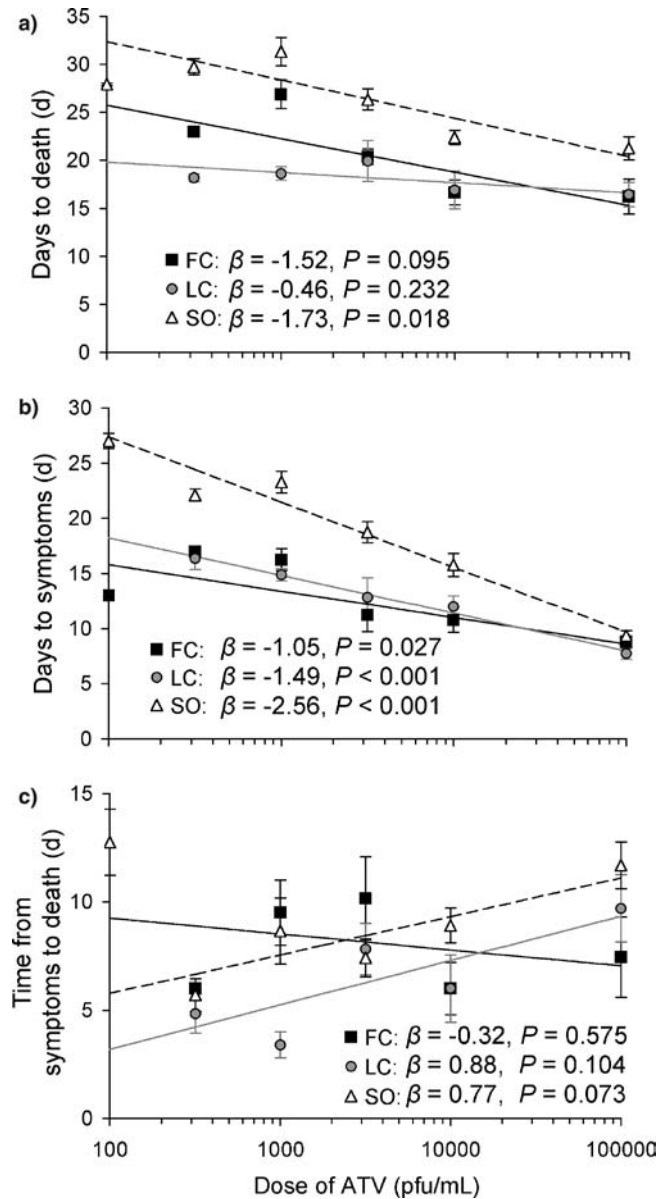 a)
35
30
25
20
15
10
5
0
Days to death (d)
FC: β = -1.52, P = 0.095
LC: β = -0.46, P = 0.232
SO: β = -1.73, P = 0.018
b)
30
25
20
15
10
5
0
Days to symptoms (d)
FC: β = -1.05, P = 0.027
LC: β = -1.49, P < 0.001
SO: β = -2.56, P < 0.001
c)
15
10
5
0
Time from
symptoms to death (d)
FC: β = -0.32, P = 0.575
LC: β = 0.88, P = 0.104
SO: β = 0.77, P = 0.073
100 1000 10000 100000
Dose of ATV (pfu/mL)